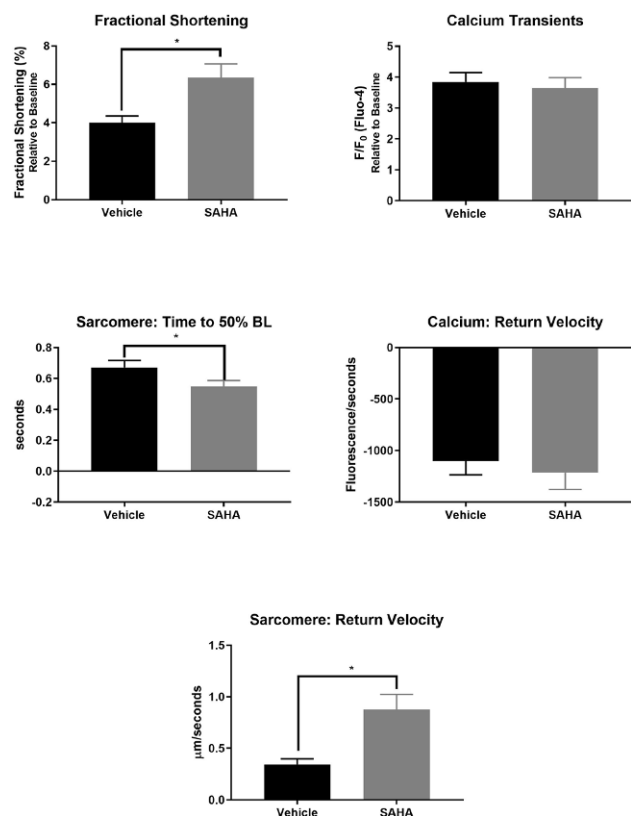 Fractional Shortening
Fractional Shortening (%)
Relative to Baseline
8
6
4
2
0
*
Vehicle
SAHA
Calcium Transients
F/F₀ (Fluo-4)
Relative to Baseline
5
4
3
2
1
0
Vehicle
SAHA
Sarcomere: Time to 50% BL
seconds
0.8
0.6
0.4
0.2
0.0
-0.2
*
Vehicle
SAHA
Calcium: Return Velocity
Fluorescence/seconds
0
-500
-1000
-1500
Vehicle
SAHA
Sarcomere: Return Velocity
µm/seconds
1.5
1.0
0.5
0.0
*
Vehicle
SAHA